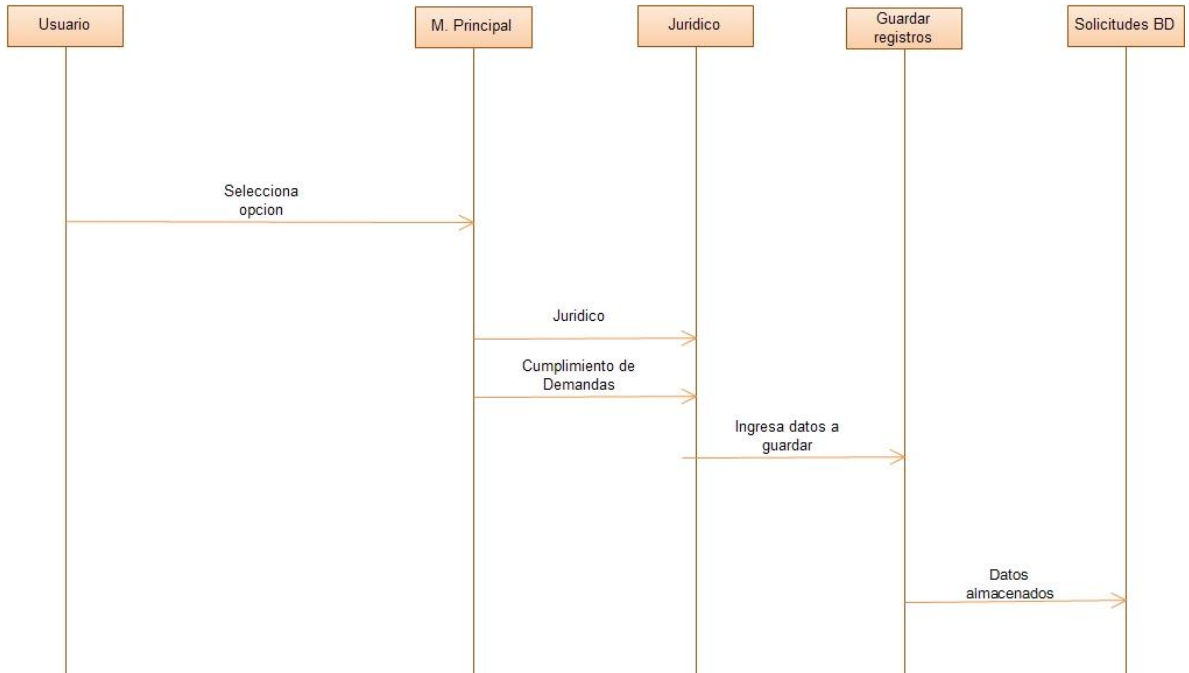 Usuario
M. Principal
Juridico
Guardar
registros
Solicitudes BD
Selecciona
opcion
Juridico
Cumplimiento de
Demandas
Ingresa datos a
guardar
Datos
almacenados